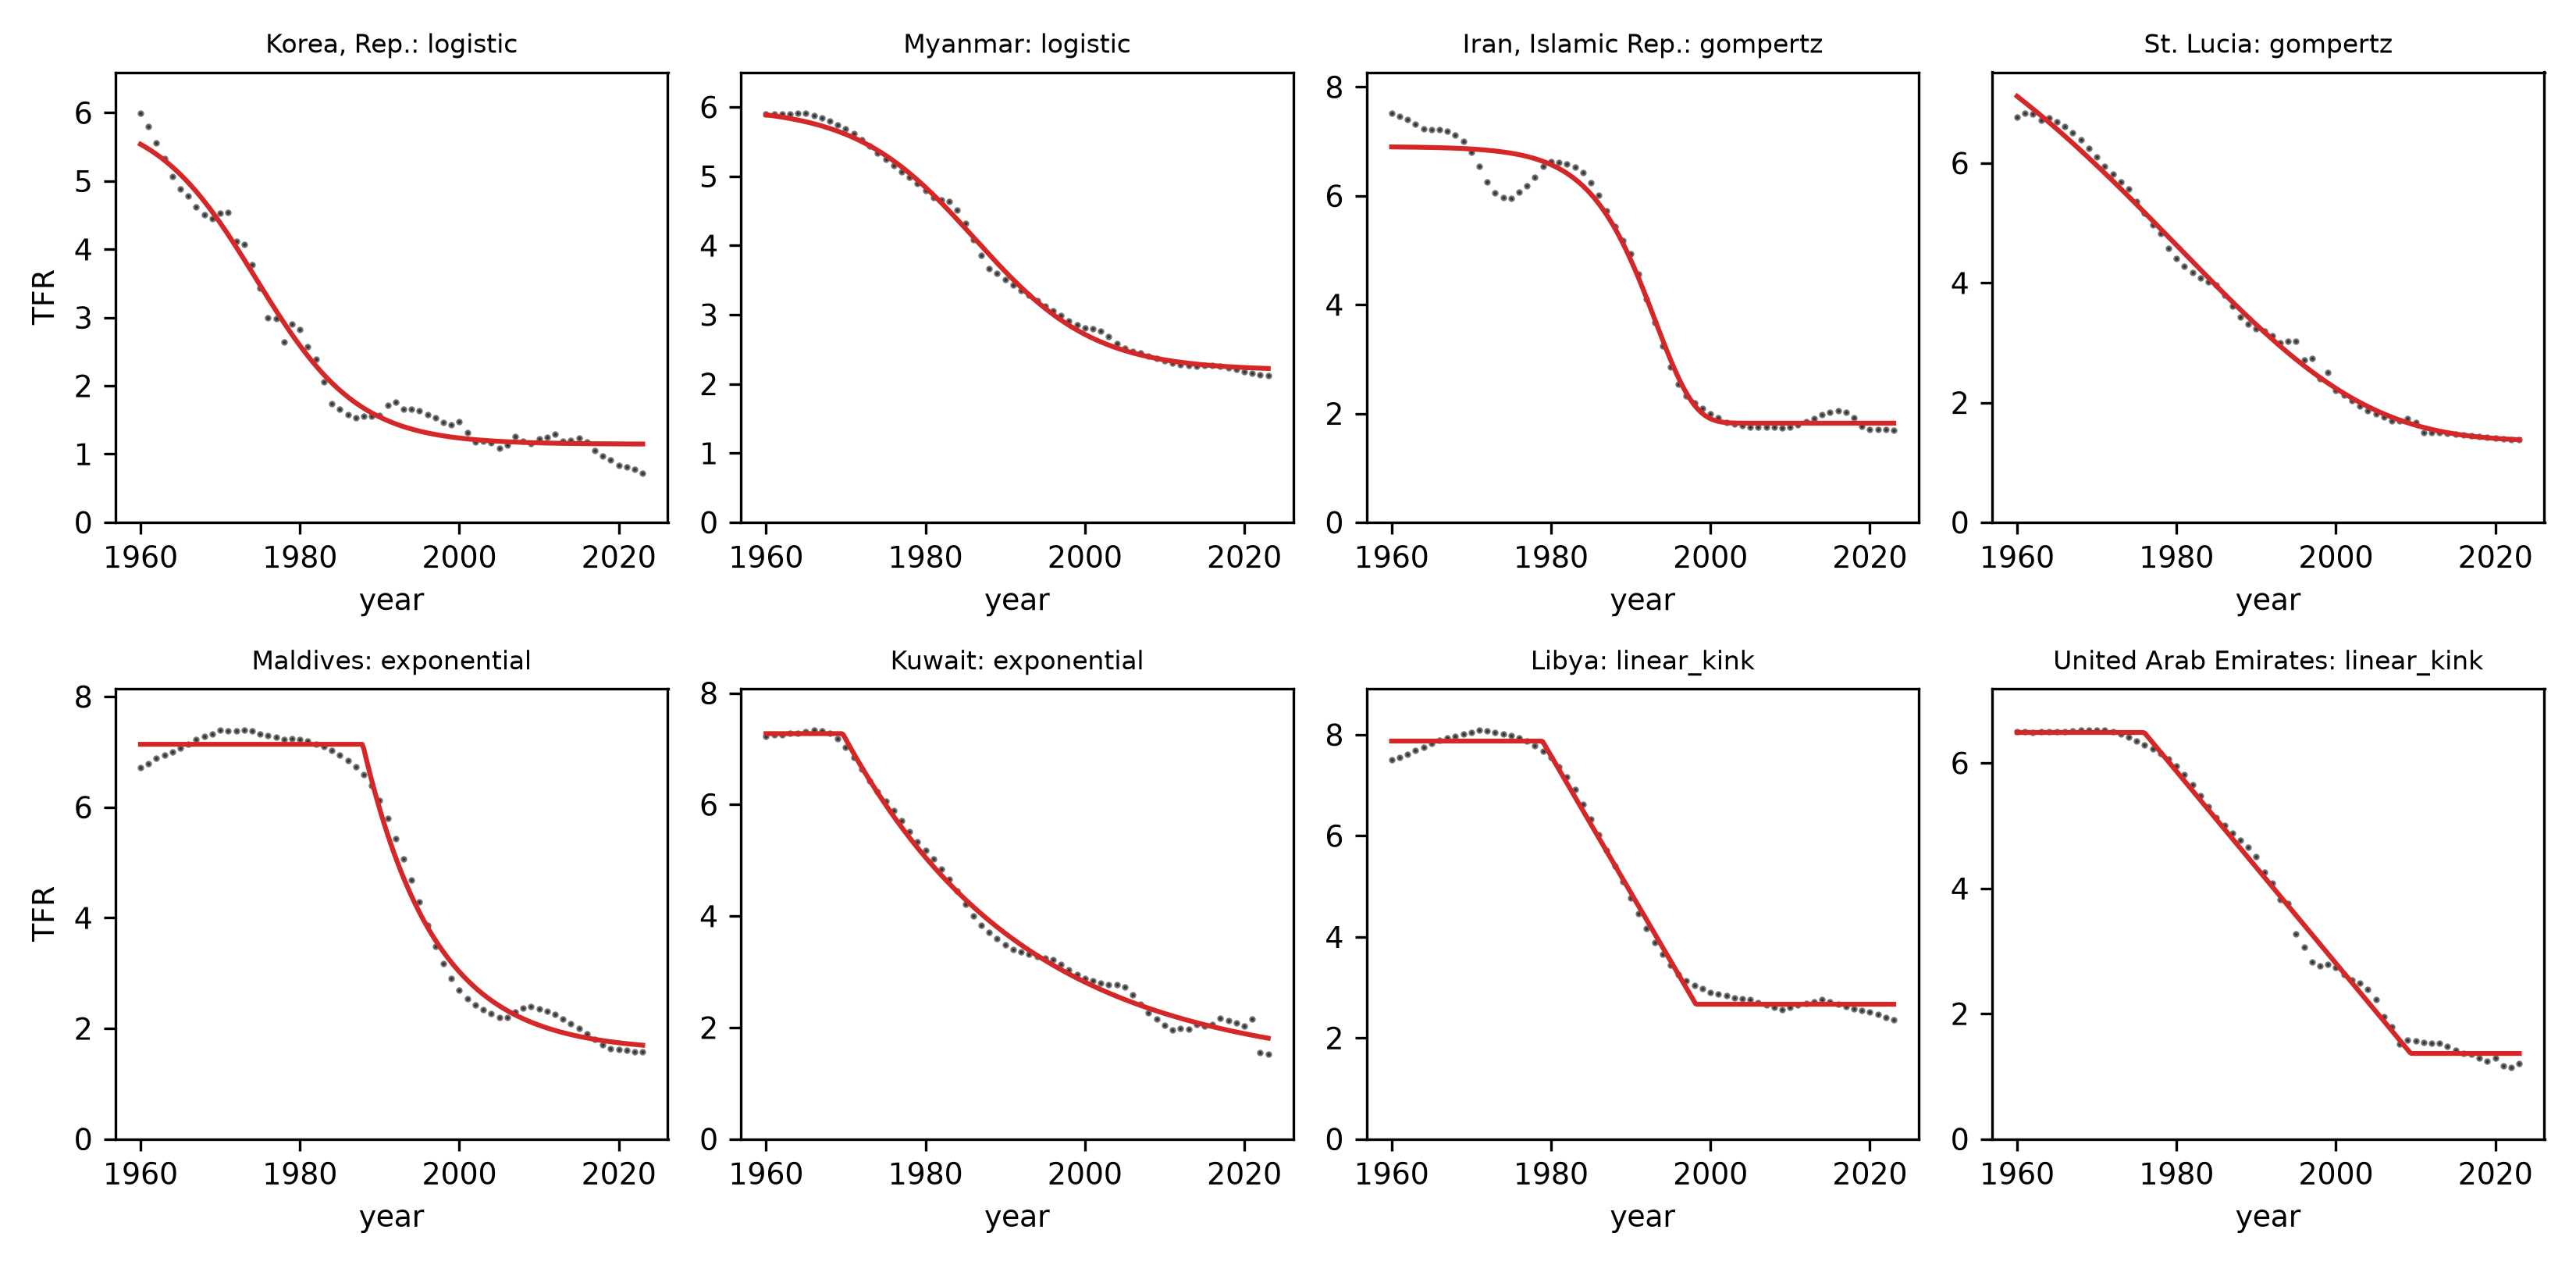 Korea, Rep.: logistic
TFR
6
5
4
3
2
1
0
1960 1980 2000 2020
year
Myanmar: logistic
6
5
4
3
2
1
0
1960 1980 2000 2020
year
Iran, Islamic Rep.: gompertz
8
6
4
2
0
1960 1980 2000 2020
year
St. Lucia: gompertz
6
4
2
0
1960 1980 2000 2020
year
Maldives: exponential
TFR
8
6
4
2
0
1960 1980 2000 2020
year
Kuwait: exponential
8
6
4
2
0
1960 1980 2000 2020
year
Libya: linear_kink
8
6
4
2
0
1960 1980 2000 2020
year
United Arab Emirates: linear_kink
6
4
2
0
1960 1980 2000 2020
year